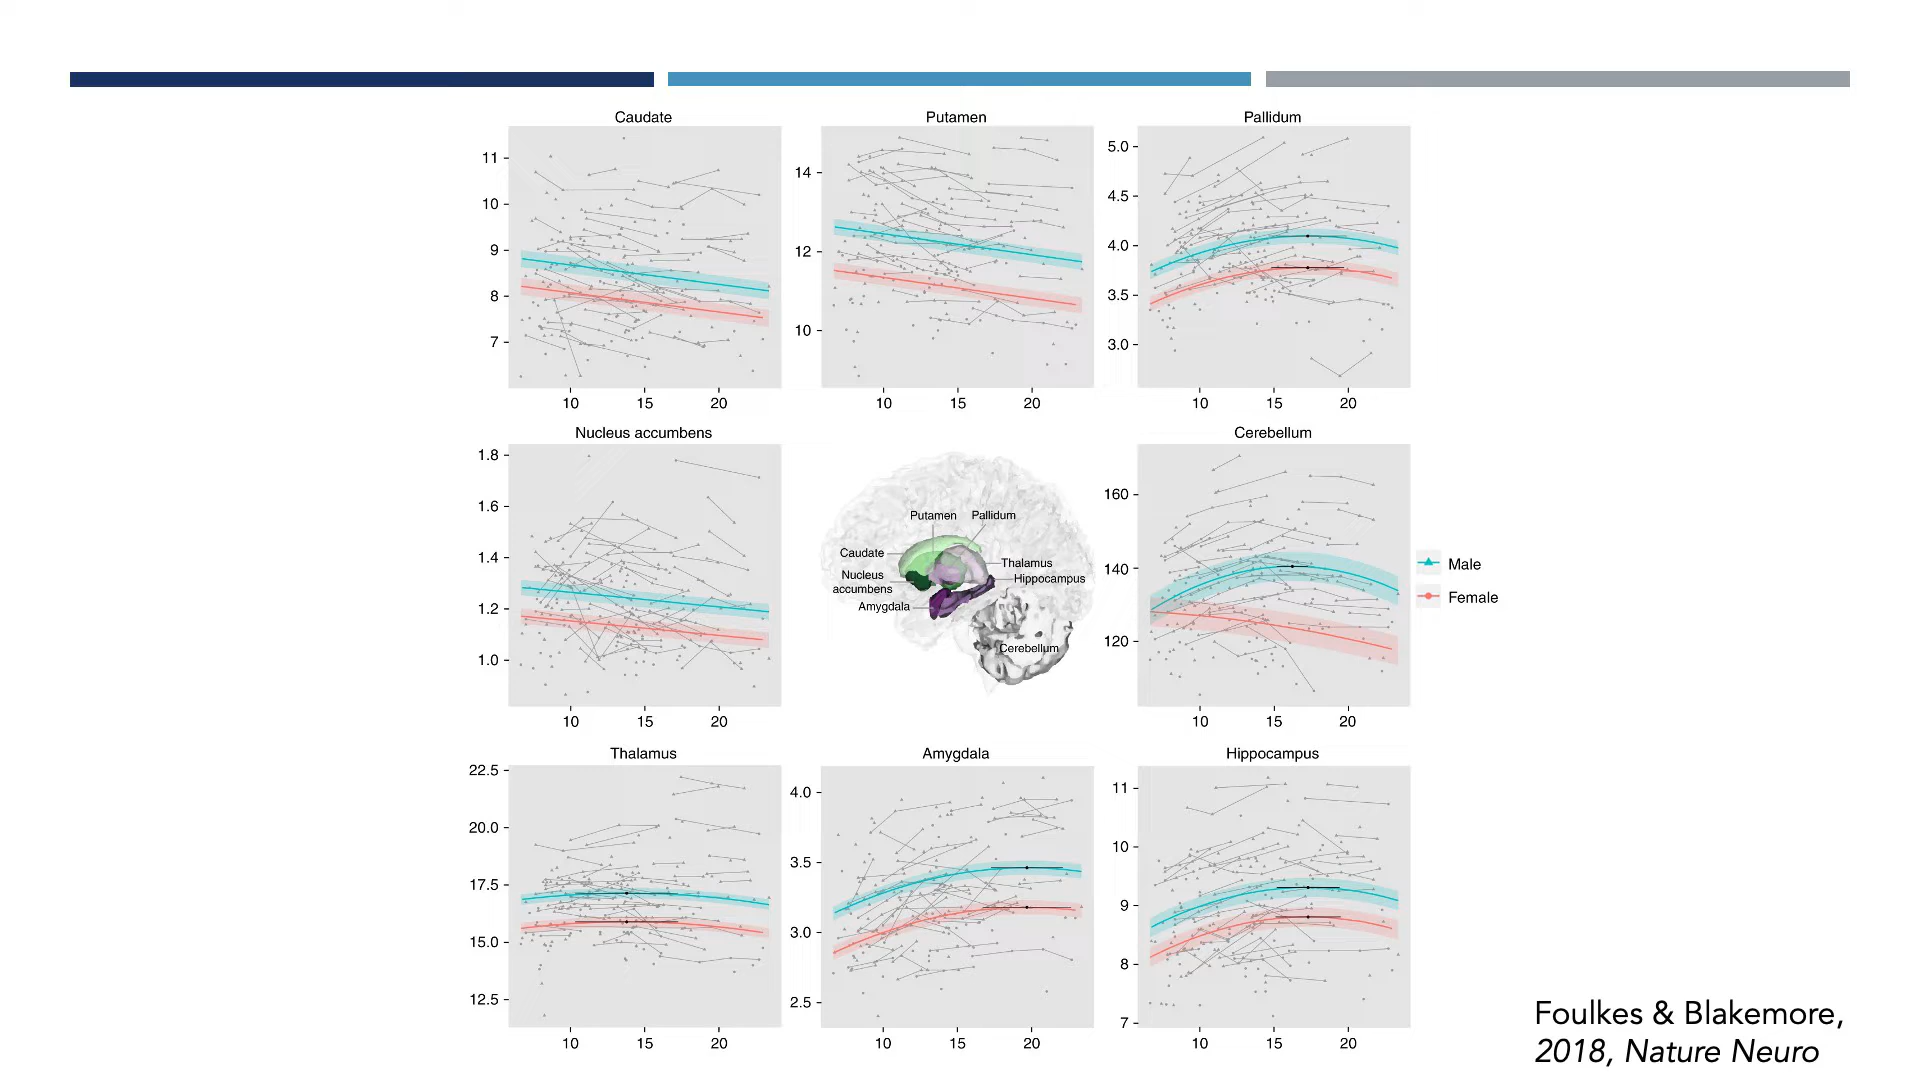 Caudate
11
10
9
8
7
10 15 20
Putamen
14
12
10
10 15 20
Pallidum
5.0
4.5
4.0
3.5
3.0
10 15 20
Nucleus accumbens
1.8
1.6
1.4
1.2
1.0
10 15 20
Putamen Pallidum
Caudate
Thalamus
Nucleus
accumbens
Hippocampus
Amygdala
Cerebellum
Cerebellum
160
140
120
10 15 20
Male
Female
Thalamus
22.5
20.0
17.5
15.0
12.5
10 15 20
Amygdala
4.0
3.5
3.0
2.5
10 15 20
Hippocampus
11
10
9
8
7
10 15 20
Foulkes & Blakemore,
2018, Nature Neuro